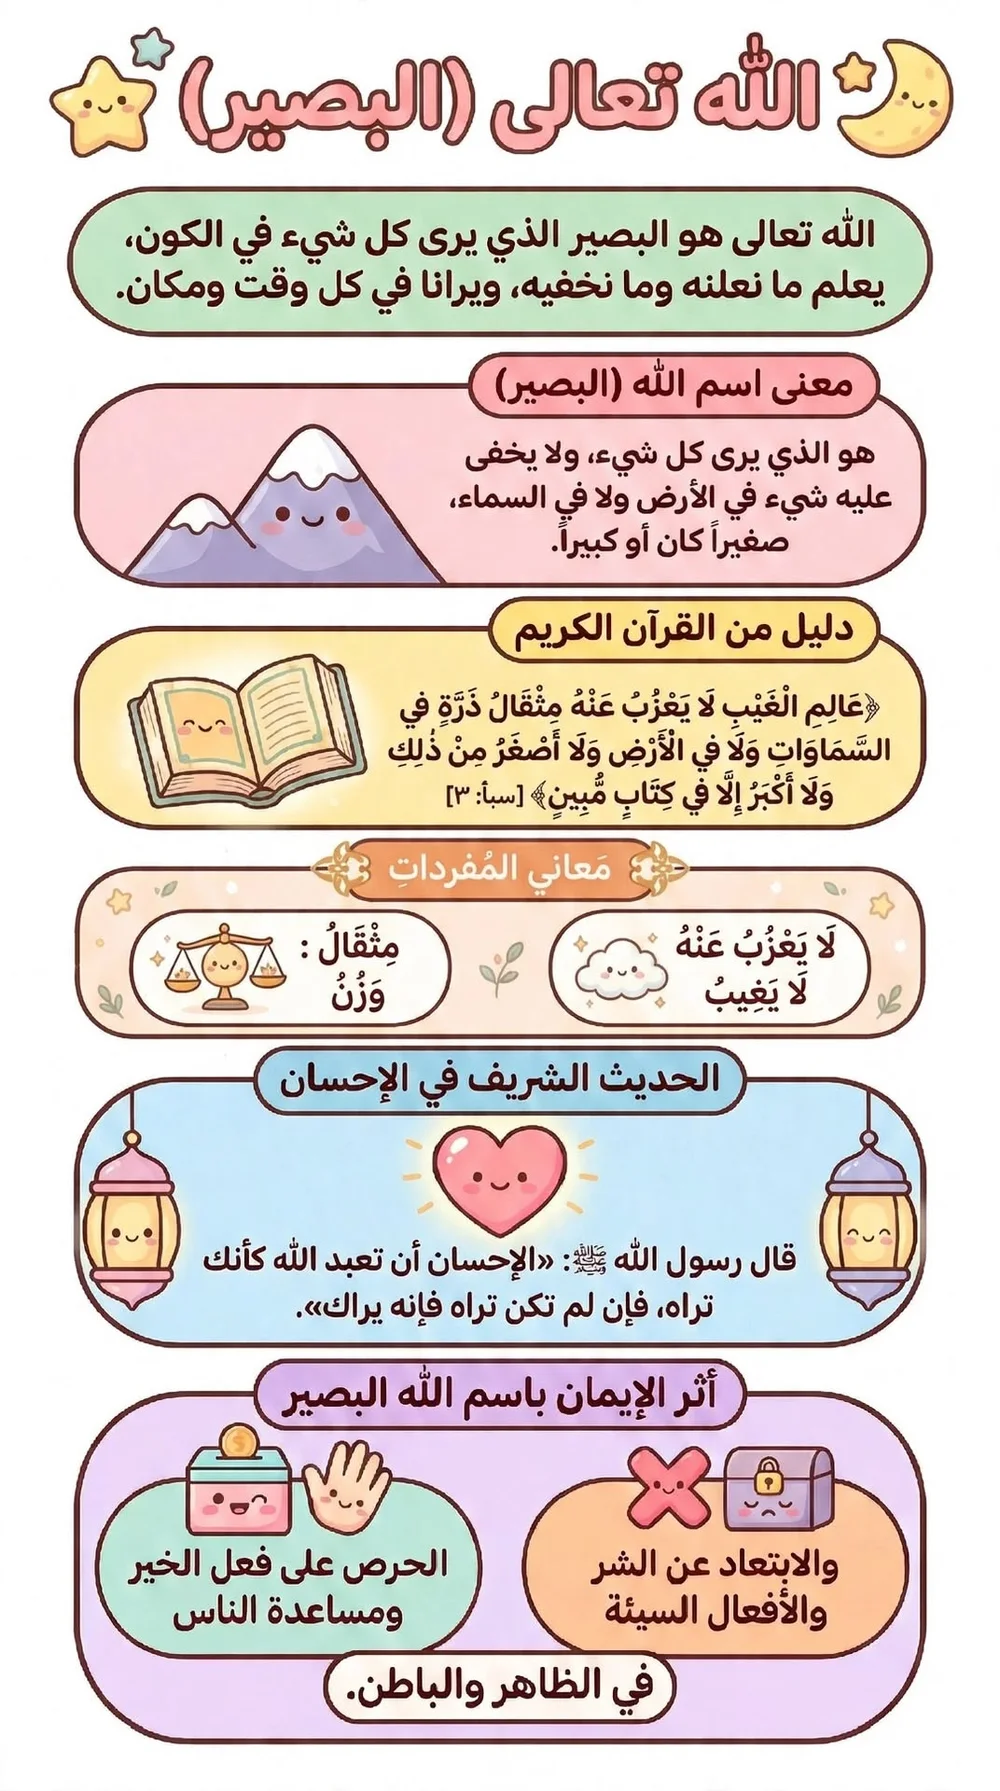 الله تعالى (البصير)
الله تعالى هو البصير الذي يرى كل شيء في الكون،
يعلم ما نعلنه وما نخفيه، ويرانا في كل وقت ومكان.
معنى اسم الله (البصير)
هو الذي يرى كل شيء، ولا يخفى
عليه شيء في الأرض ولا في السماء،
صغيراً كان أو كبيراً.
دليل من القرآن الكريم
﴿عَالِمِ الْغَيْبِ لَا يَعْزُبُ عَنْهُ مِثْقَالُ ذَرَّةٍ في
السَّمَاوَاتِ وَلَا في الْأَرْضِ وَلَا أَصْغَرُ مِنْ ذَٰلِكِ
وَلَا أَكْبَرُ إِلَّا في كِتَابٍ مُّبِينٍ﴾ [سبأ: ٣]
مَعاني المُفرداتِ
لَا يَعْزُبُ عَنْهُ
لَا يَغِيبُ
مِثْقَالُ :
وَزْنُ
الحديث الشريف في الإحسان
قال رسول الله ﷺ: «الإحسان أن تعبد الله كأنك
تراه، فإن لم تكن تراه فإنه يراك».
أثر الإيمان باسم الله البصير
والابتعاد عن الشر
والأفعال السيئة
الحرص على فعل الخير
ومساعدة الناس
في الظاهر والباطن.